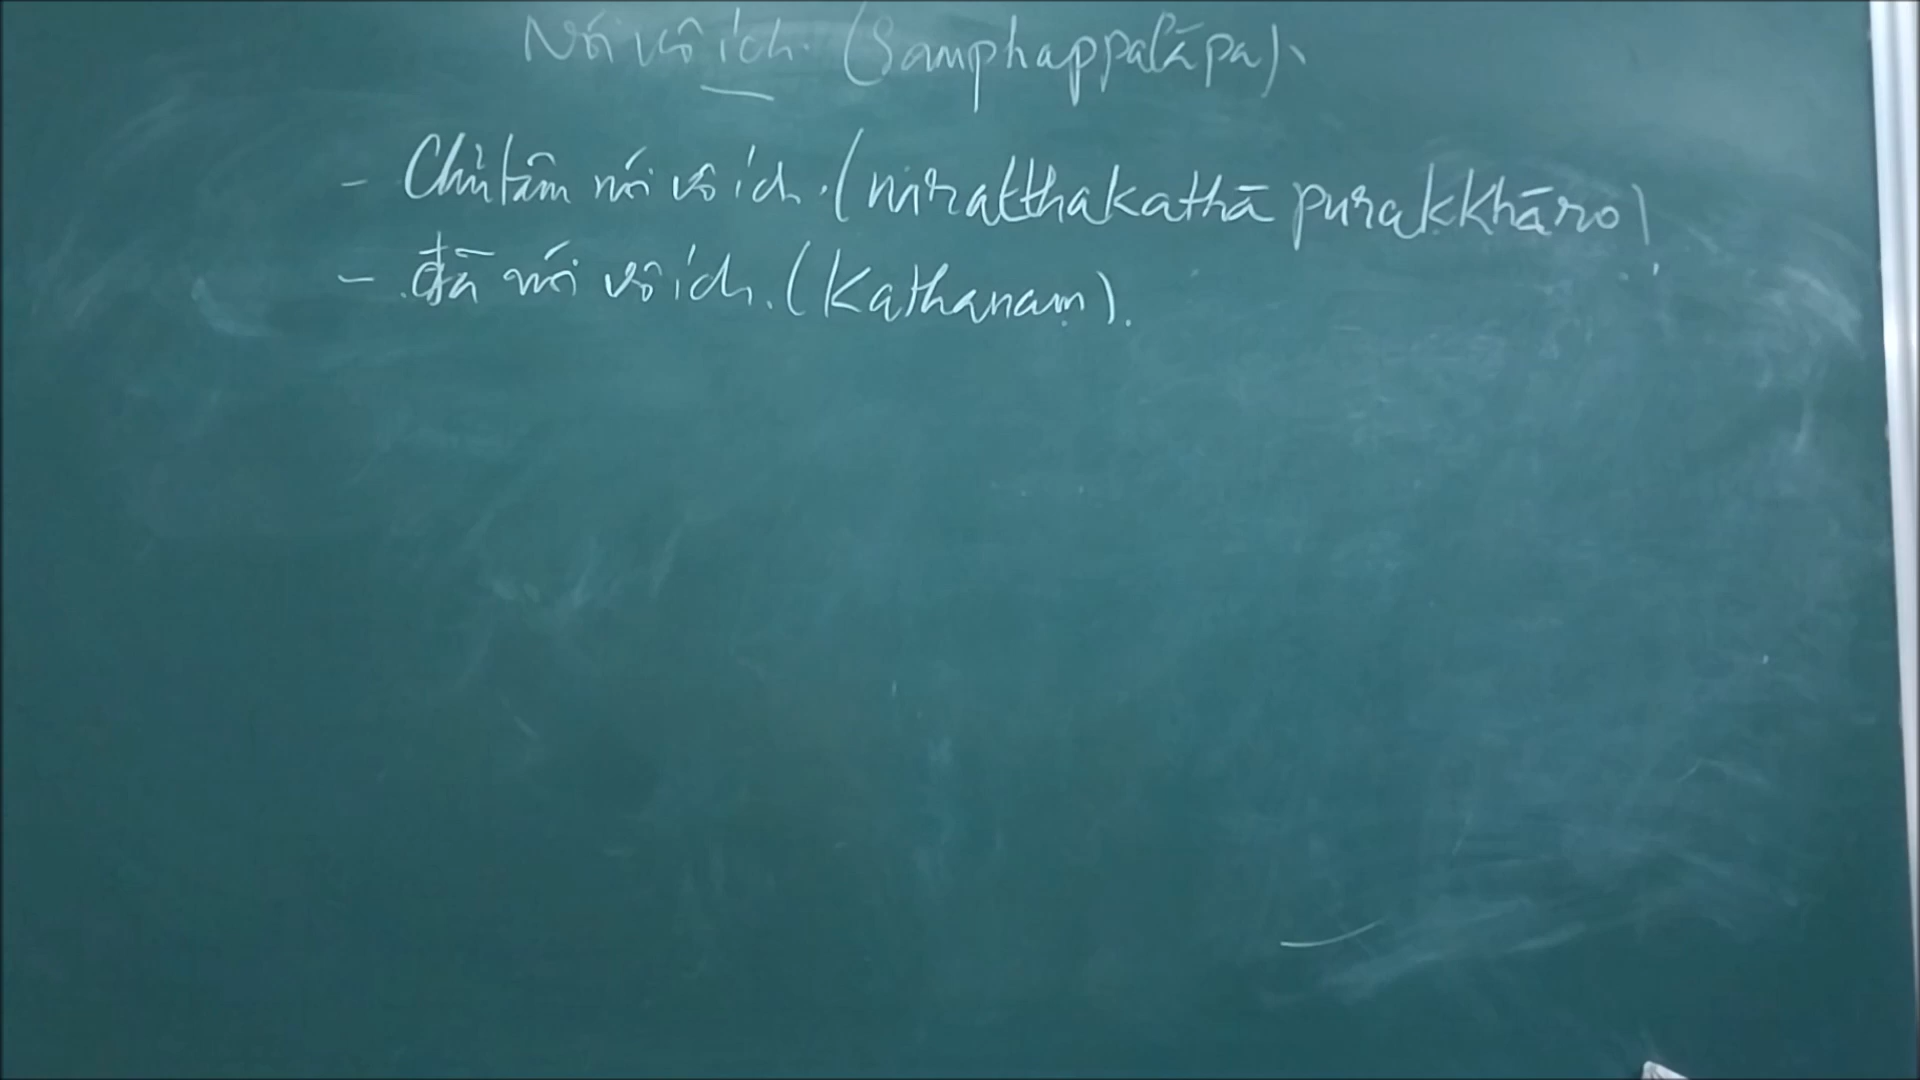 Nói vô ích. (Samphappalāpa).
- Chủ tâm nói vô ích. (niratthakathā purakkhāro)
- đã nói vô ích. (Kathanaṃ).